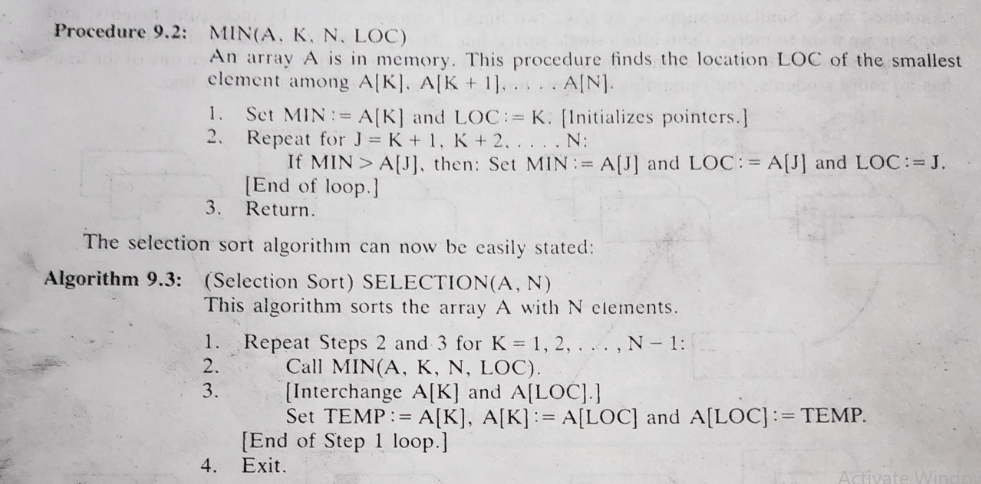 Procedure 9.2: MIN(A, K, N, LOC)
An array A is in memory. This procedure finds the location LOC of the smallest
element among A[K], A[K + 1], . . . , A[N].
1. Set MIN := A[K] and LOC := K. [Initializes pointers.]
2. Repeat for J = K + 1, K + 2, . . . , N:
If MIN > A[J], then: Set MIN := A[J] and LOC := A[J] and LOC := J.
[End of loop.]
3. Return.
The selection sort algorithm can now be easily stated:
Algorithm 9.3: (Selection Sort) SELECTION(A, N)
This algorithm sorts the array A with N elements.
1. Repeat Steps 2 and 3 for K = 1, 2, . . . , N − 1:
2. Call MIN(A, K, N, LOC).
3. [Interchange A[K] and A[LOC].]
Set TEMP := A[K], A[K] := A[LOC] and A[LOC] := TEMP.
[End of Step 1 loop.]
4. Exit.
Activate Window